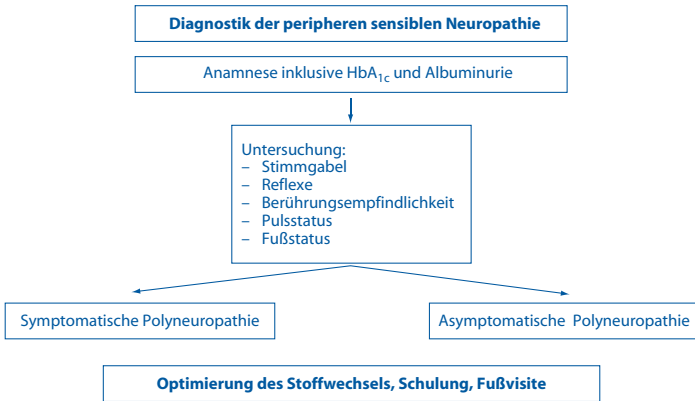 Diagnostik der peripheren sensiblen Neuropathie
Anamnese inklusive HbA1c und Albuminurie
Untersuchung:
– Stimmgabel
– Reflexe
– Berührungsempfindlichkeit
– Pulsstatus
– Fußstatus
Symptomatische Polyneuropathie
Asymptomatische Polyneuropathie
Optimierung des Stoffwechsels, Schulung, Fußvisite